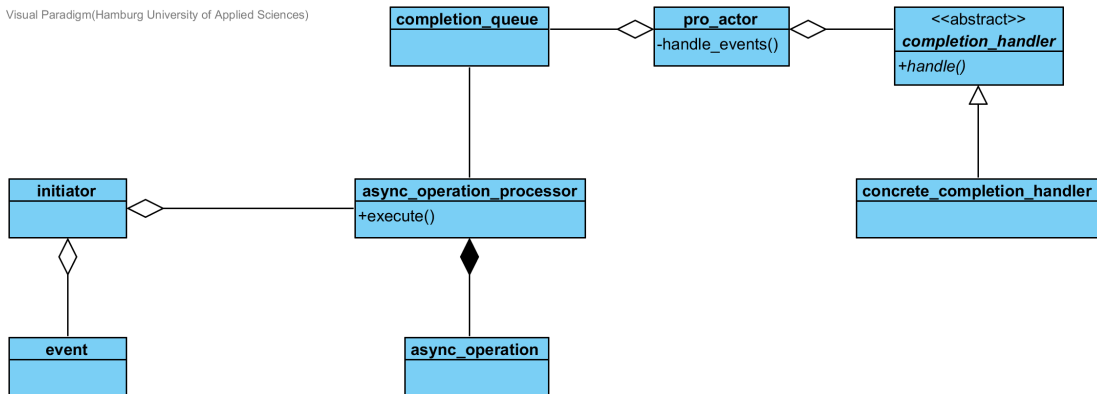 Visual Paradigm(Hamburg University of Applied Sciences)
completion_queue
pro_actor
-handle_events()
<<abstract>>
completion_handler
+handle()
initiator
async_operation_processor
+execute()
concrete_completion_handler
event
async_operation